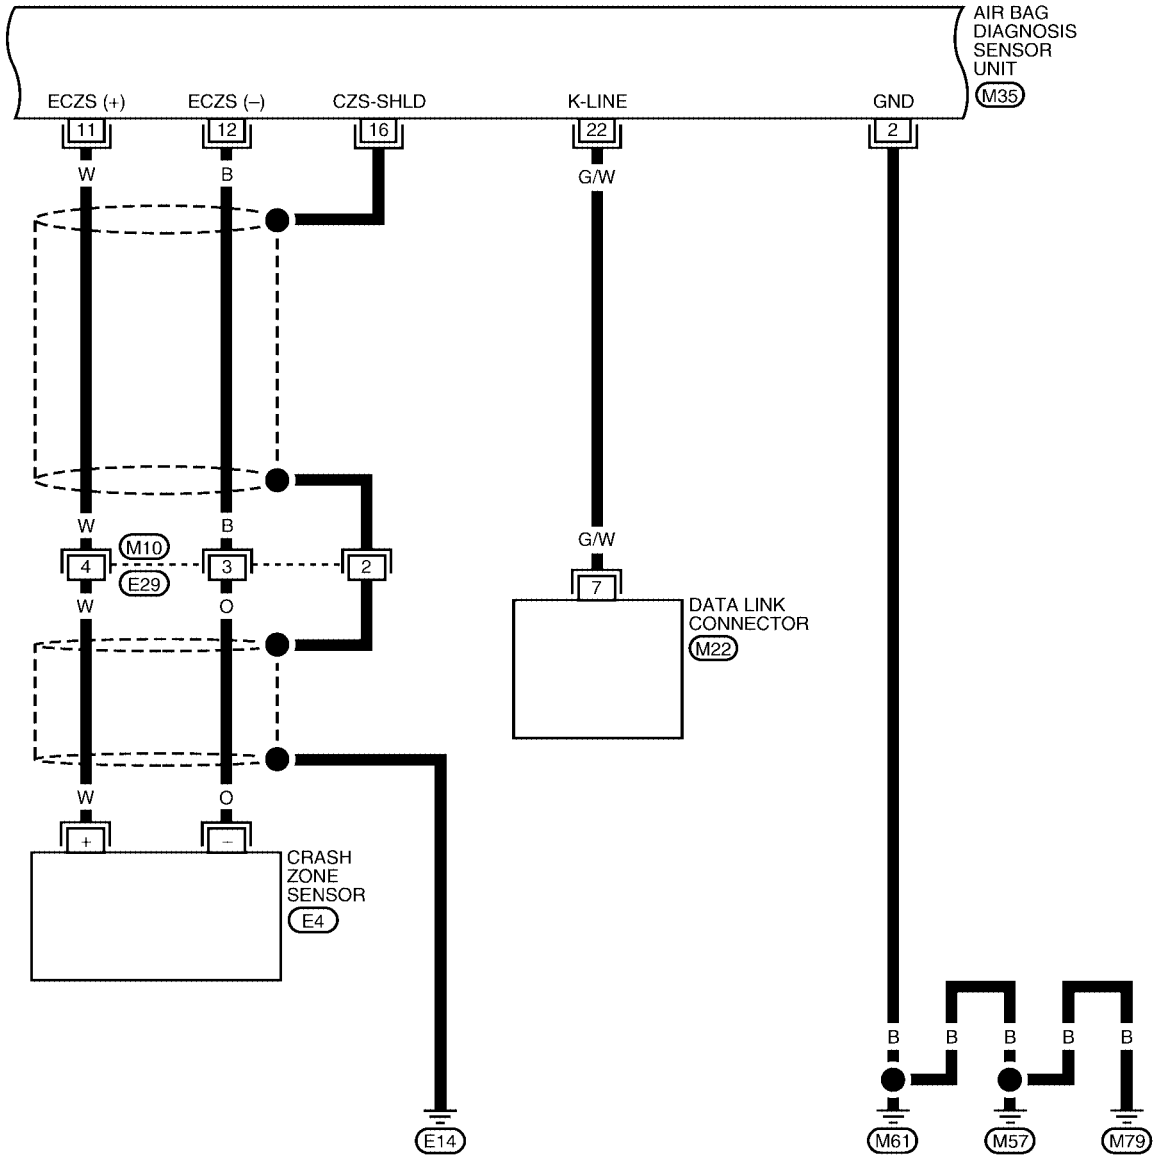 AIR BAG
DIAGNOSIS
SENSOR
UNIT
M35
ECZS (+) ECZS (–) CZS-SHLD K-LINE GND
11 12 16 22 2
W B G/W
W B G/W
M10
4 3 2
E29
7
W O
DATA LINK
CONNECTOR
M22
W O
+ –
CRASH
ZONE
SENSOR
E4
B B B B B
E14 M61 M57 M79